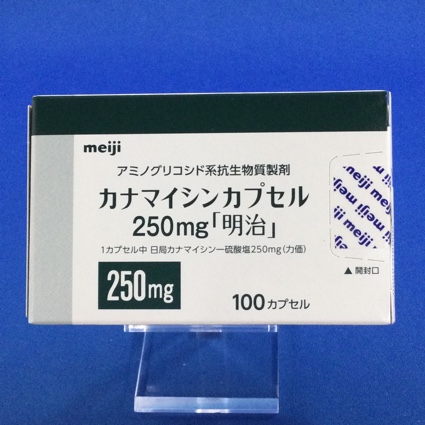 meiji
アミノグリコシド系抗生物質製剤
カナマイシンカプセル
250mg「明治」
1カプセル中 日局カナマイシン一硫酸塩250mg(力価)
250mg
100カプセル
meiji meiji
meiji meiji
meiji meiji
▲開封口